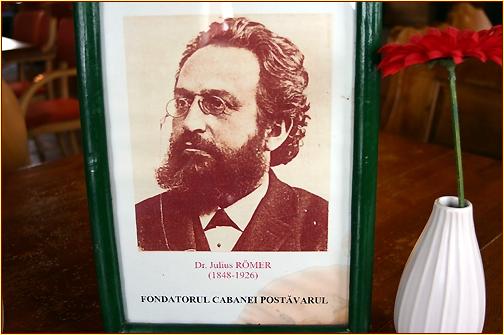 Dr. Julius RÖMER
(1848-1926)
FONDATORUL CABANEI POSTĂVARUL